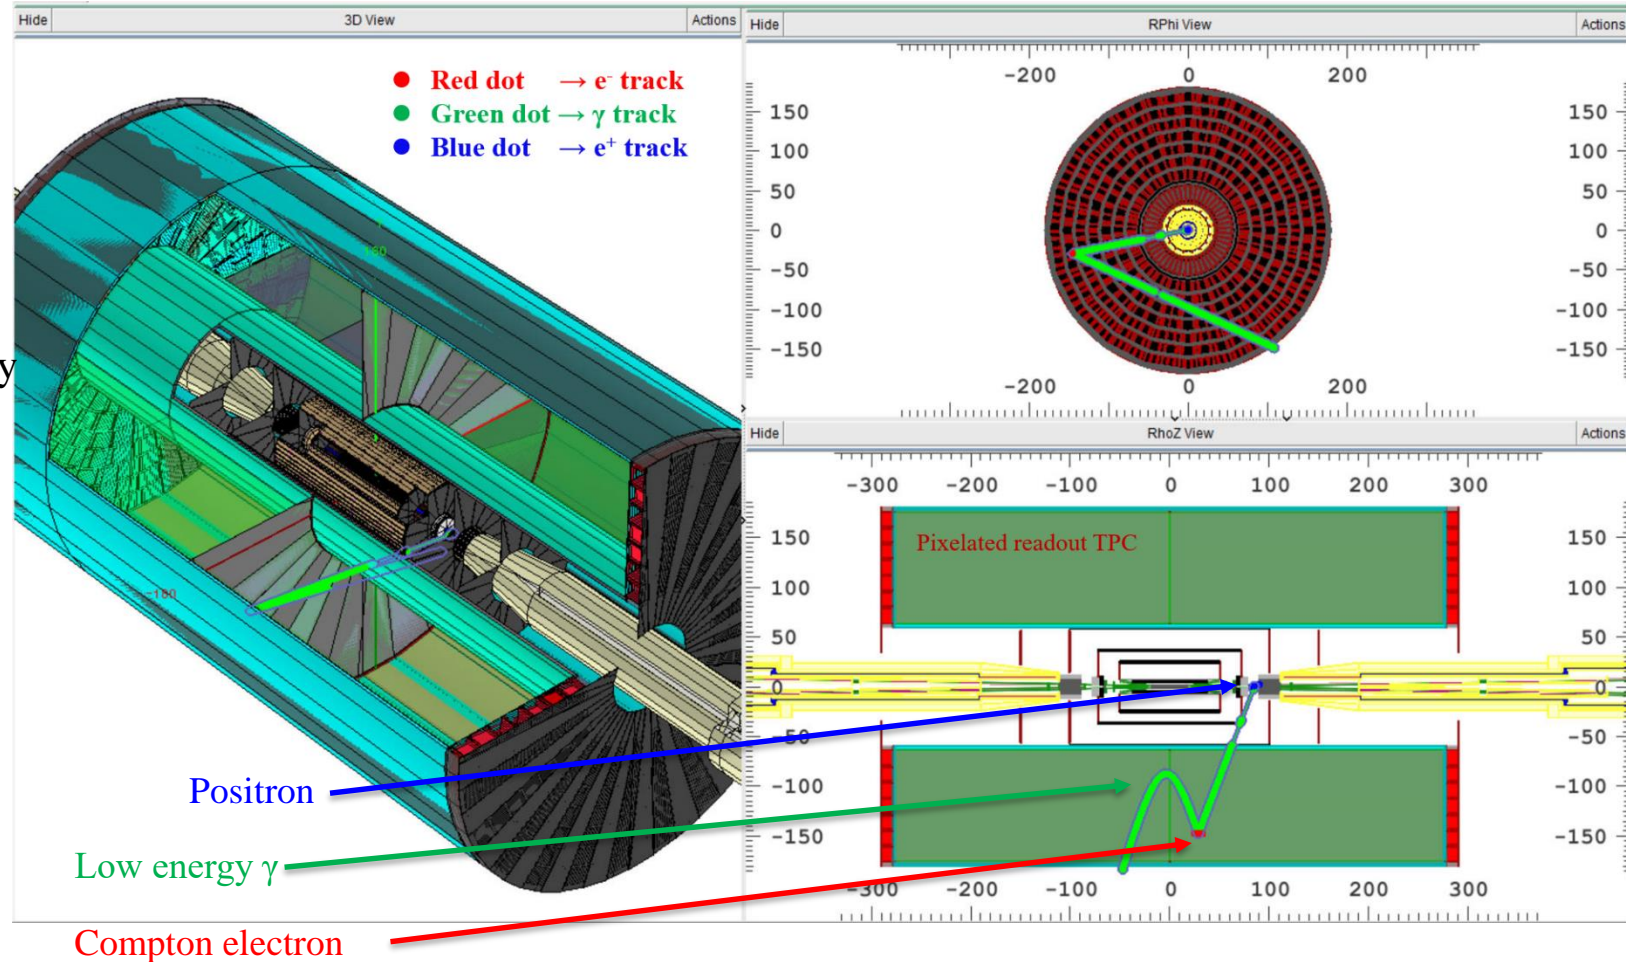 Hide 3D View Actions
Red dot → e- track
Green dot → γ track
Blue dot → e+ track
160
-180
y
Positron
Low energy γ
Compton electron
Hide RPhi View Actions
-200 0 200
150 150
100 100
50 50
0 0
-50 -50
-100 -100
-150 -150
-200 0 200
Hide RhoZ View Actions
-300 -200 -100 0 100 200 300
150 Pixelated readout TPC 150
100 100
50 50
0 0
-50 -50
-100 -100
-150 -150
-300 -200 -100 0 100 200 300